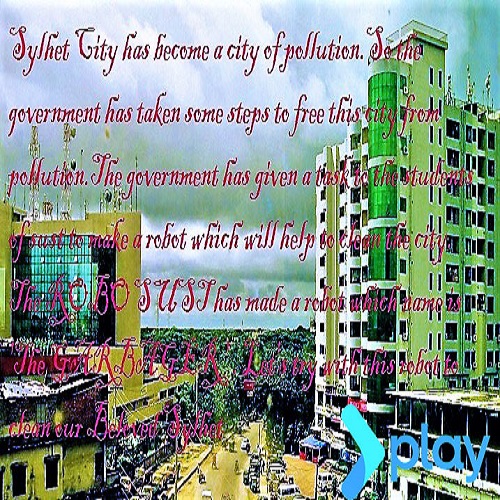 Sylhet City has become a city of pollution. So the
government has taken some steps to free this city from
pollution.The government has given a task to the students
of sust to make a robot which will help to clean the city.
The ROBO SUST has made a robot which name is
'The GARBAGER'. Let's try with this robot to
clean our Beloved Sylhet
play